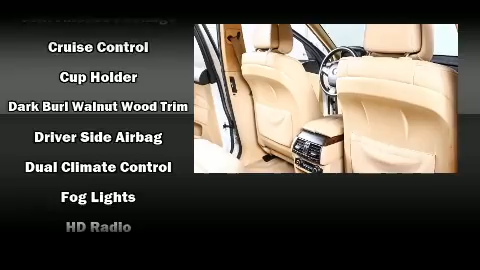 Cruise Control
Cup Holder
Dark Burl Walnut Wood Trim
Driver Side Airbag
Dual Climate Control
Fog Lights
HD Radio